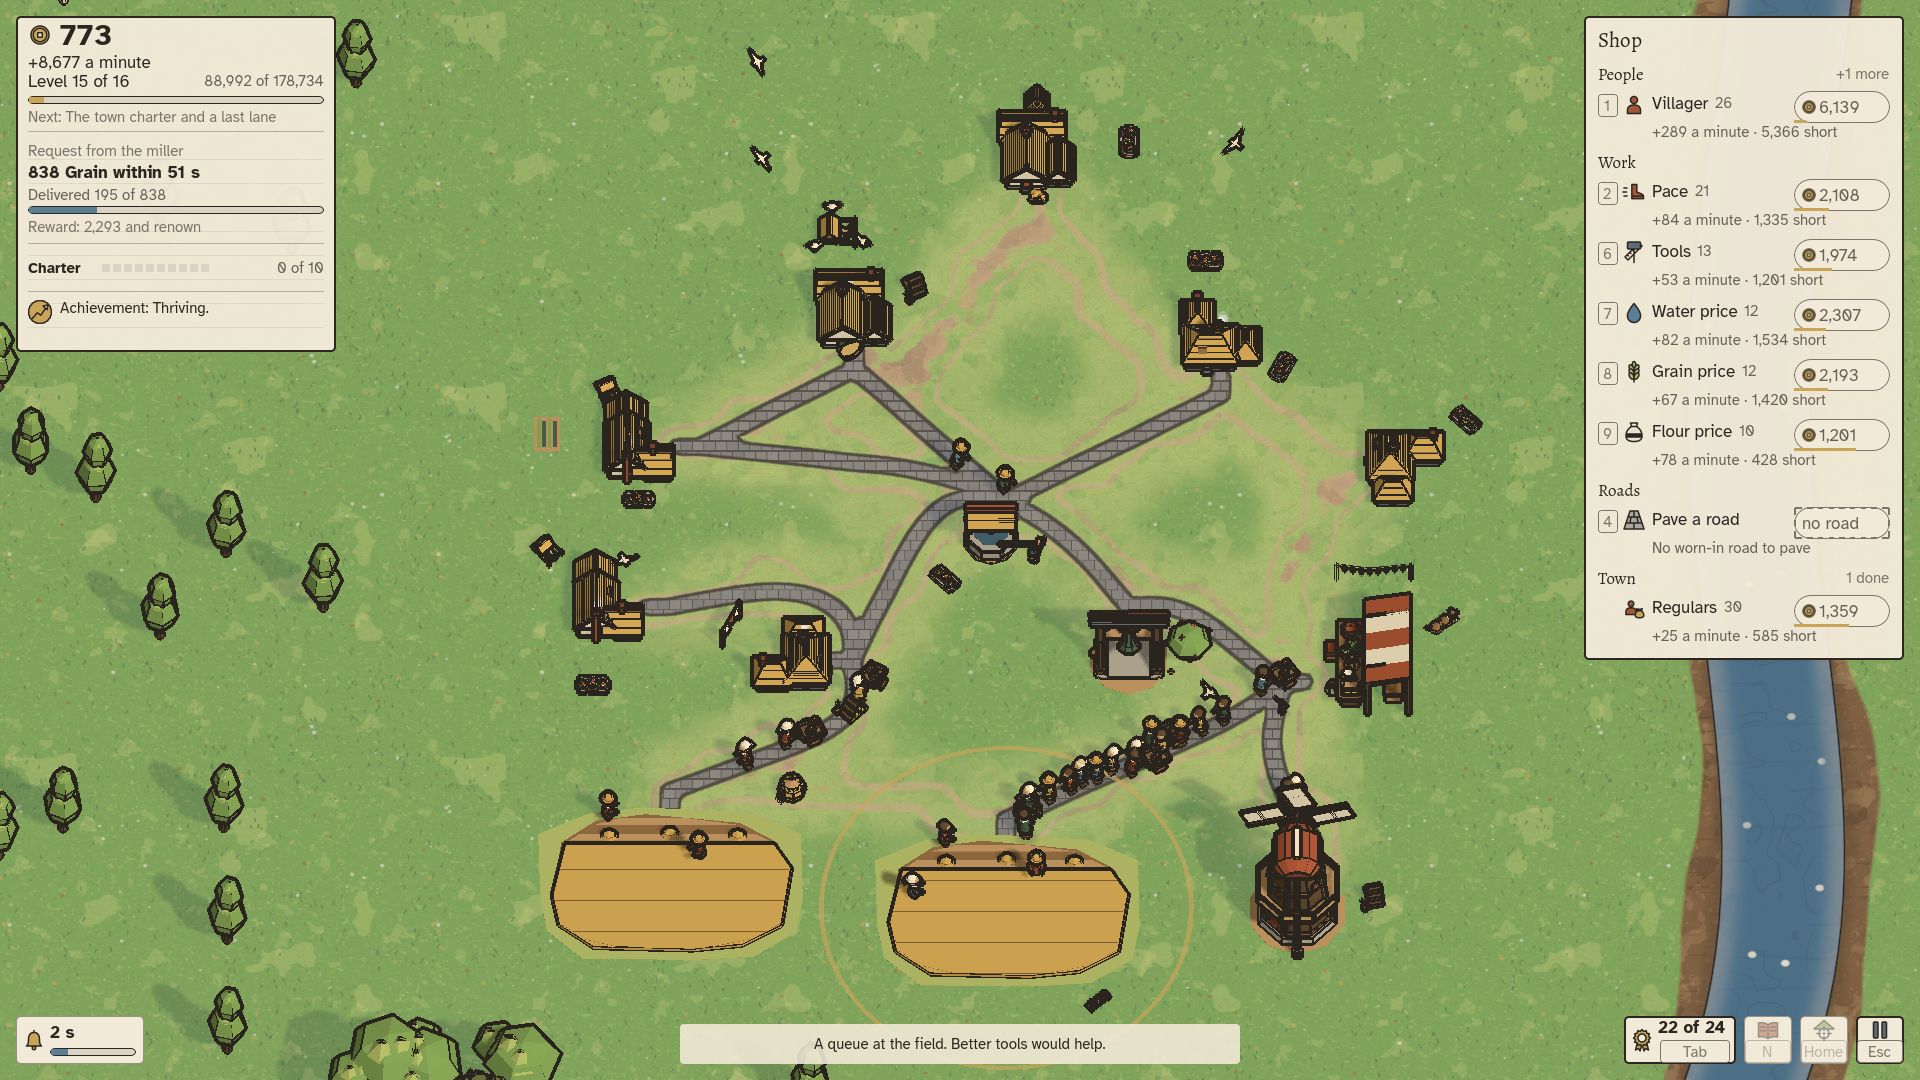 773
+8,677 a minute
Level 15 of 16 88,992 of 178,734
Next: The town charter and a last lane
Request from the miller
838 Grain within 51 s
Delivered 195 of 838
Reward: 2,293 and renown
Charter 0 of 10
Achievement: Thriving.
Shop
People +1 more
1 Villager 26 6,139
+289 a minute · 5,366 short
Work
2 Pace 21 2,108
+84 a minute · 1,335 short
6 Tools 13 1,974
+53 a minute · 1,201 short
7 Water price 12 2,307
+82 a minute · 1,534 short
8 Grain price 12 2,193
+67 a minute · 1,420 short
9 Flour price 10 1,201
+78 a minute · 428 short
Roads
4 Pave a road no road
No worn-in road to pave
Town 1 done
Regulars 30 1,359
+25 a minute · 585 short
2 s
A queue at the field. Better tools would help.
22 of 24
Tab N Home Esc